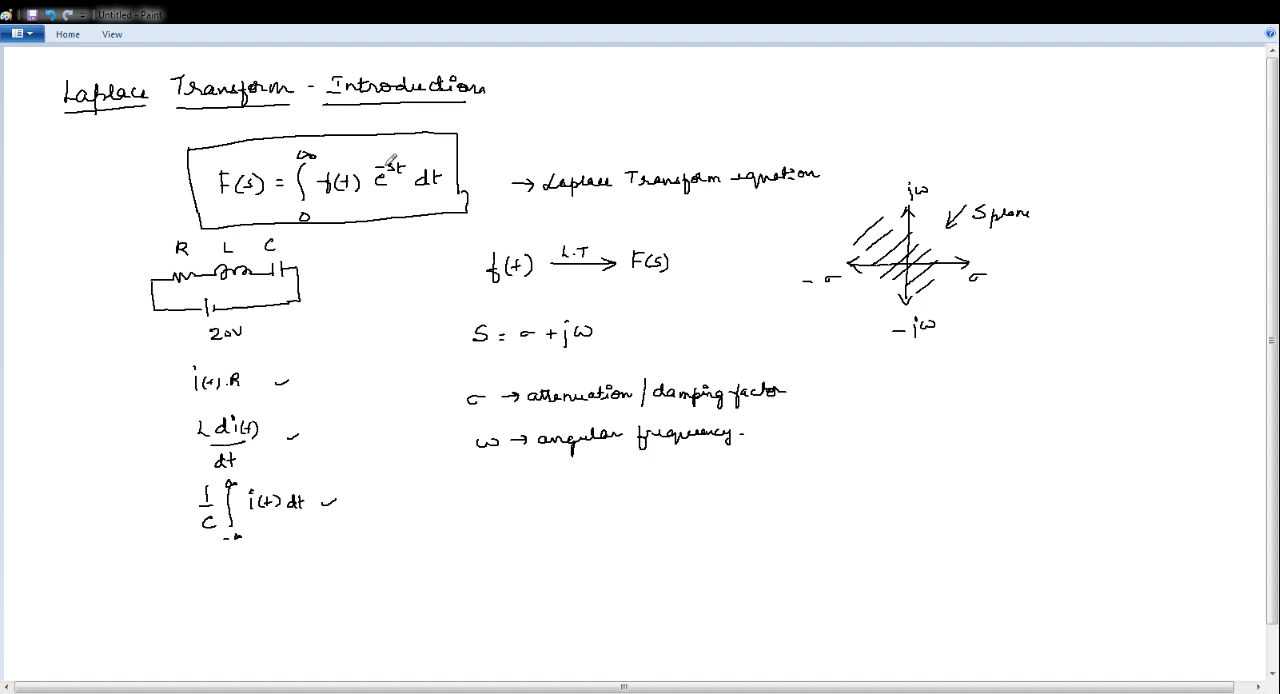 Untitled - Paint
Home View
Laplace Transform - Introduction
F(s) = ∫₀^∞ f(t) e^-st dt
→ Laplace Transform equation
R L C
20V
f(t) L.T → F(s)
jω
S plane
- σ
σ
- jω
S = σ + jω
i(t).R ✓
σ → attenuation / damping factor
L di(t)/dt ✓
ω → angular frequency.
1/C ∫ i(t) dt ✓